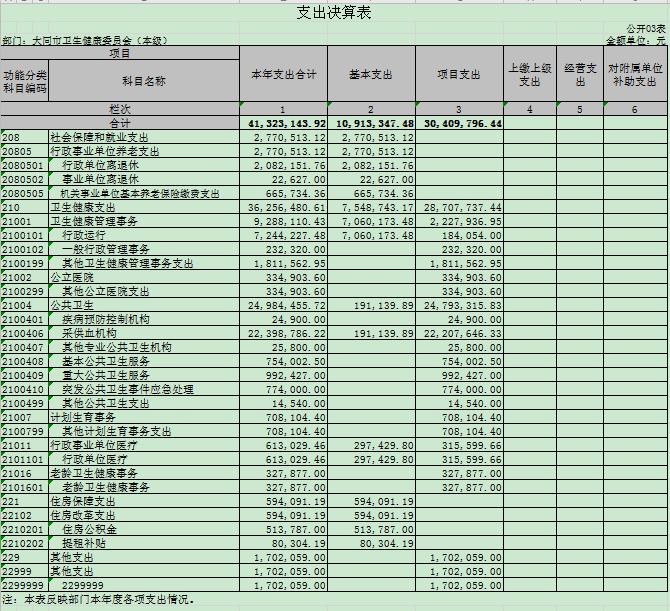 支出决算表
公开03表
部门：大同市卫生健康委员会（本级） 金额单位：元
项目 本年支出合计 基本支出 项目支出 上缴上级支出 经营支出 对附属单位补助支出
功能分类科目编码 科目名称
栏次 1 2 3 4 5 6
合计 41,323,143.92 10,913,347.48 30,409,796.44
208 社会保障和就业支出 2,770,513.12 2,770,513.12
20805 行政事业单位养老支出 2,770,513.12 2,770,513.12
2080501 行政单位离退休 2,082,151.76 2,082,151.76
2080502 事业单位离退休 22,627.00 22,627.00
2080505 机关事业单位基本养老保险缴费支出 665,734.36 665,734.36
210 卫生健康支出 36,256,480.61 7,548,743.17 28,707,737.44
21001 卫生健康管理事务 9,288,110.43 7,060,173.48 2,227,936.95
2100101 行政运行 7,244,227.48 7,060,173.48 184,054.00
2100102 一般行政管理事务 232,320.00 232,320.00
2100199 其他卫生健康管理事务支出 1,811,562.95 1,811,562.95
21002 公立医院 334,903.60 334,903.60
2100299 其他公立医院支出 334,903.60 334,903.60
21004 公共卫生 24,984,455.72 191,139.89 24,793,315.83
2100401 疾病预防控制机构 24,900.00 24,900.00
2100406 采供血机构 22,398,786.22 191,139.89 22,207,646.33
2100407 其他专业公共卫生机构 25,800.00 25,800.00
2100408 基本公共卫生服务 754,002.50 754,002.50
2100409 重大公共卫生服务 992,427.00 992,427.00
2100410 突发公共卫生事件应急处理 774,000.00 774,000.00
2100499 其他公共卫生支出 14,540.00 14,540.00
21007 计划生育事务 708,104.40 708,104.40
2100799 其他计划生育事务支出 708,104.40 708,104.40
21011 行政事业单位医疗 613,029.46 297,429.80 315,599.66
2101101 行政单位医疗 613,029.46 297,429.80 315,599.66
21016 老龄卫生健康事务 327,877.00 327,877.00
2101601 老龄卫生健康事务 327,877.00 327,877.00
221 住房保障支出 594,091.19 594,091.19
22102 住房改革支出 594,091.19 594,091.19
2210201 住房公积金 513,787.00 513,787.00
2210202 提租补贴 80,304.19 80,304.19
229 其他支出 1,702,059.00 1,702,059.00
22999 其他支出 1,702,059.00 1,702,059.00
2299999 2299999 1,702,059.00 1,702,059.00
注：本表反映部门本年度各项支出情况。